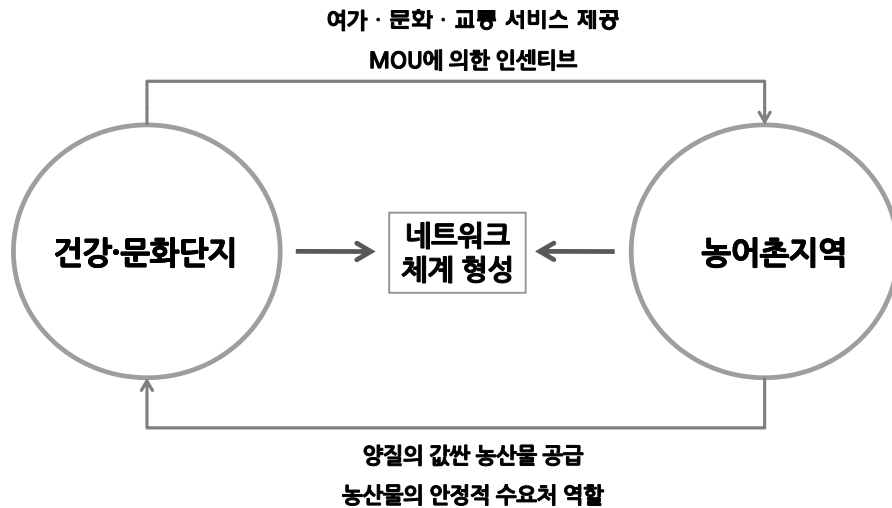 여가 · 문화 · 교통 서비스 제공
MOU에 의한 인센티브
건강·문화단지
네트워크
체계 형성
농어촌지역
양질의 값싼 농산물 공급
농산물의 안정적 수요처 역할